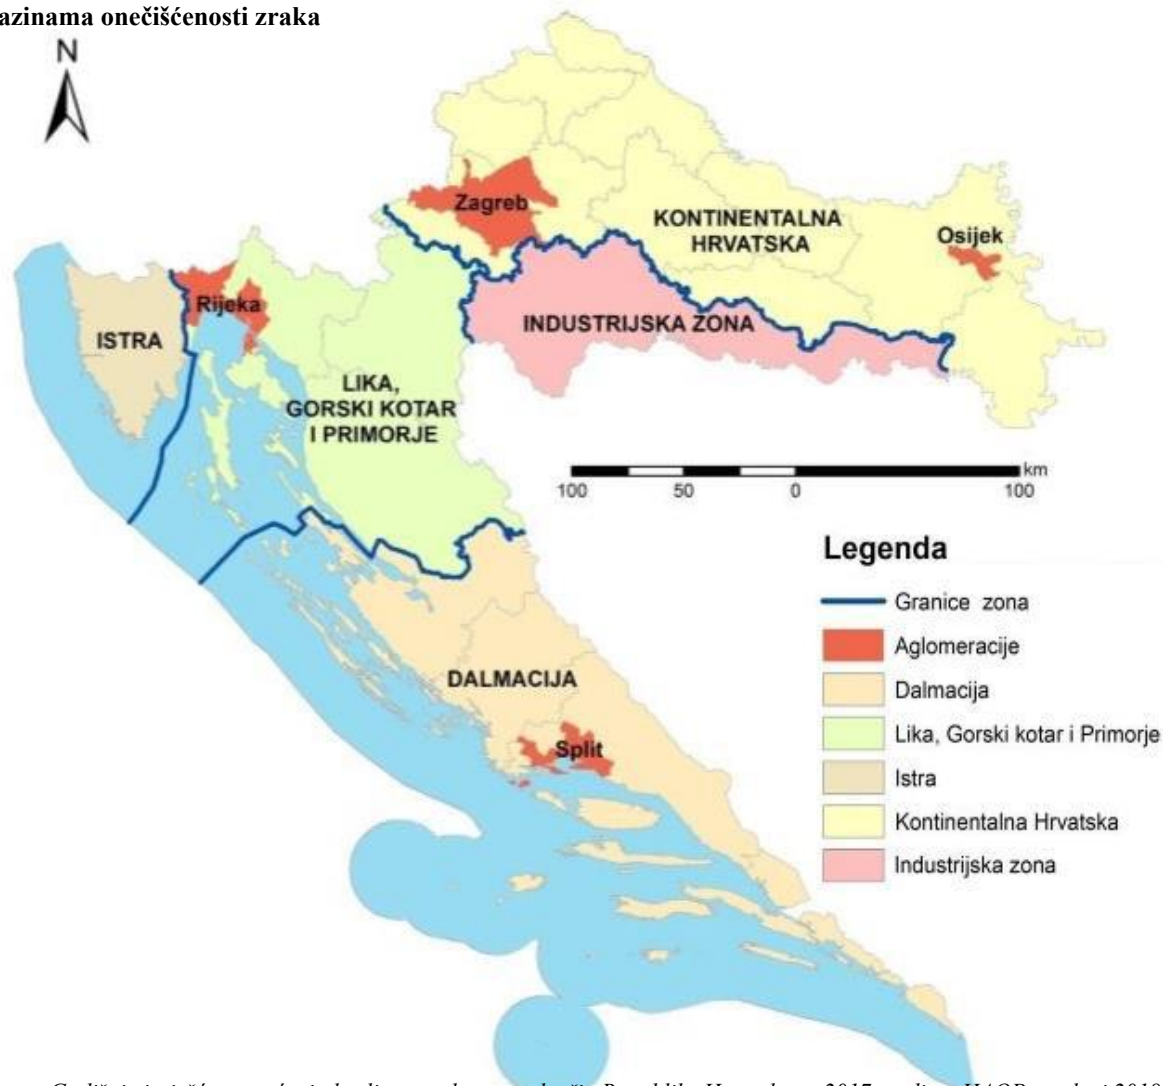 azinama onečišćenosti zraka
N
Zagreb
KONTINENTALNA
HRVATSKA
Osijek
Rijeka
ISTRA
INDUSTRIJSKA ZONA
LIKA,
GORSKI KOTAR
I PRIMORJE
km
100 50 0 100
Legenda
Granice zona
Aglomeracije
Dalmacija
DALMACIJA
Lika, Gorski kotar i Primorje
Split
Istra
Kontinentalna Hrvatska
Industrijska zona